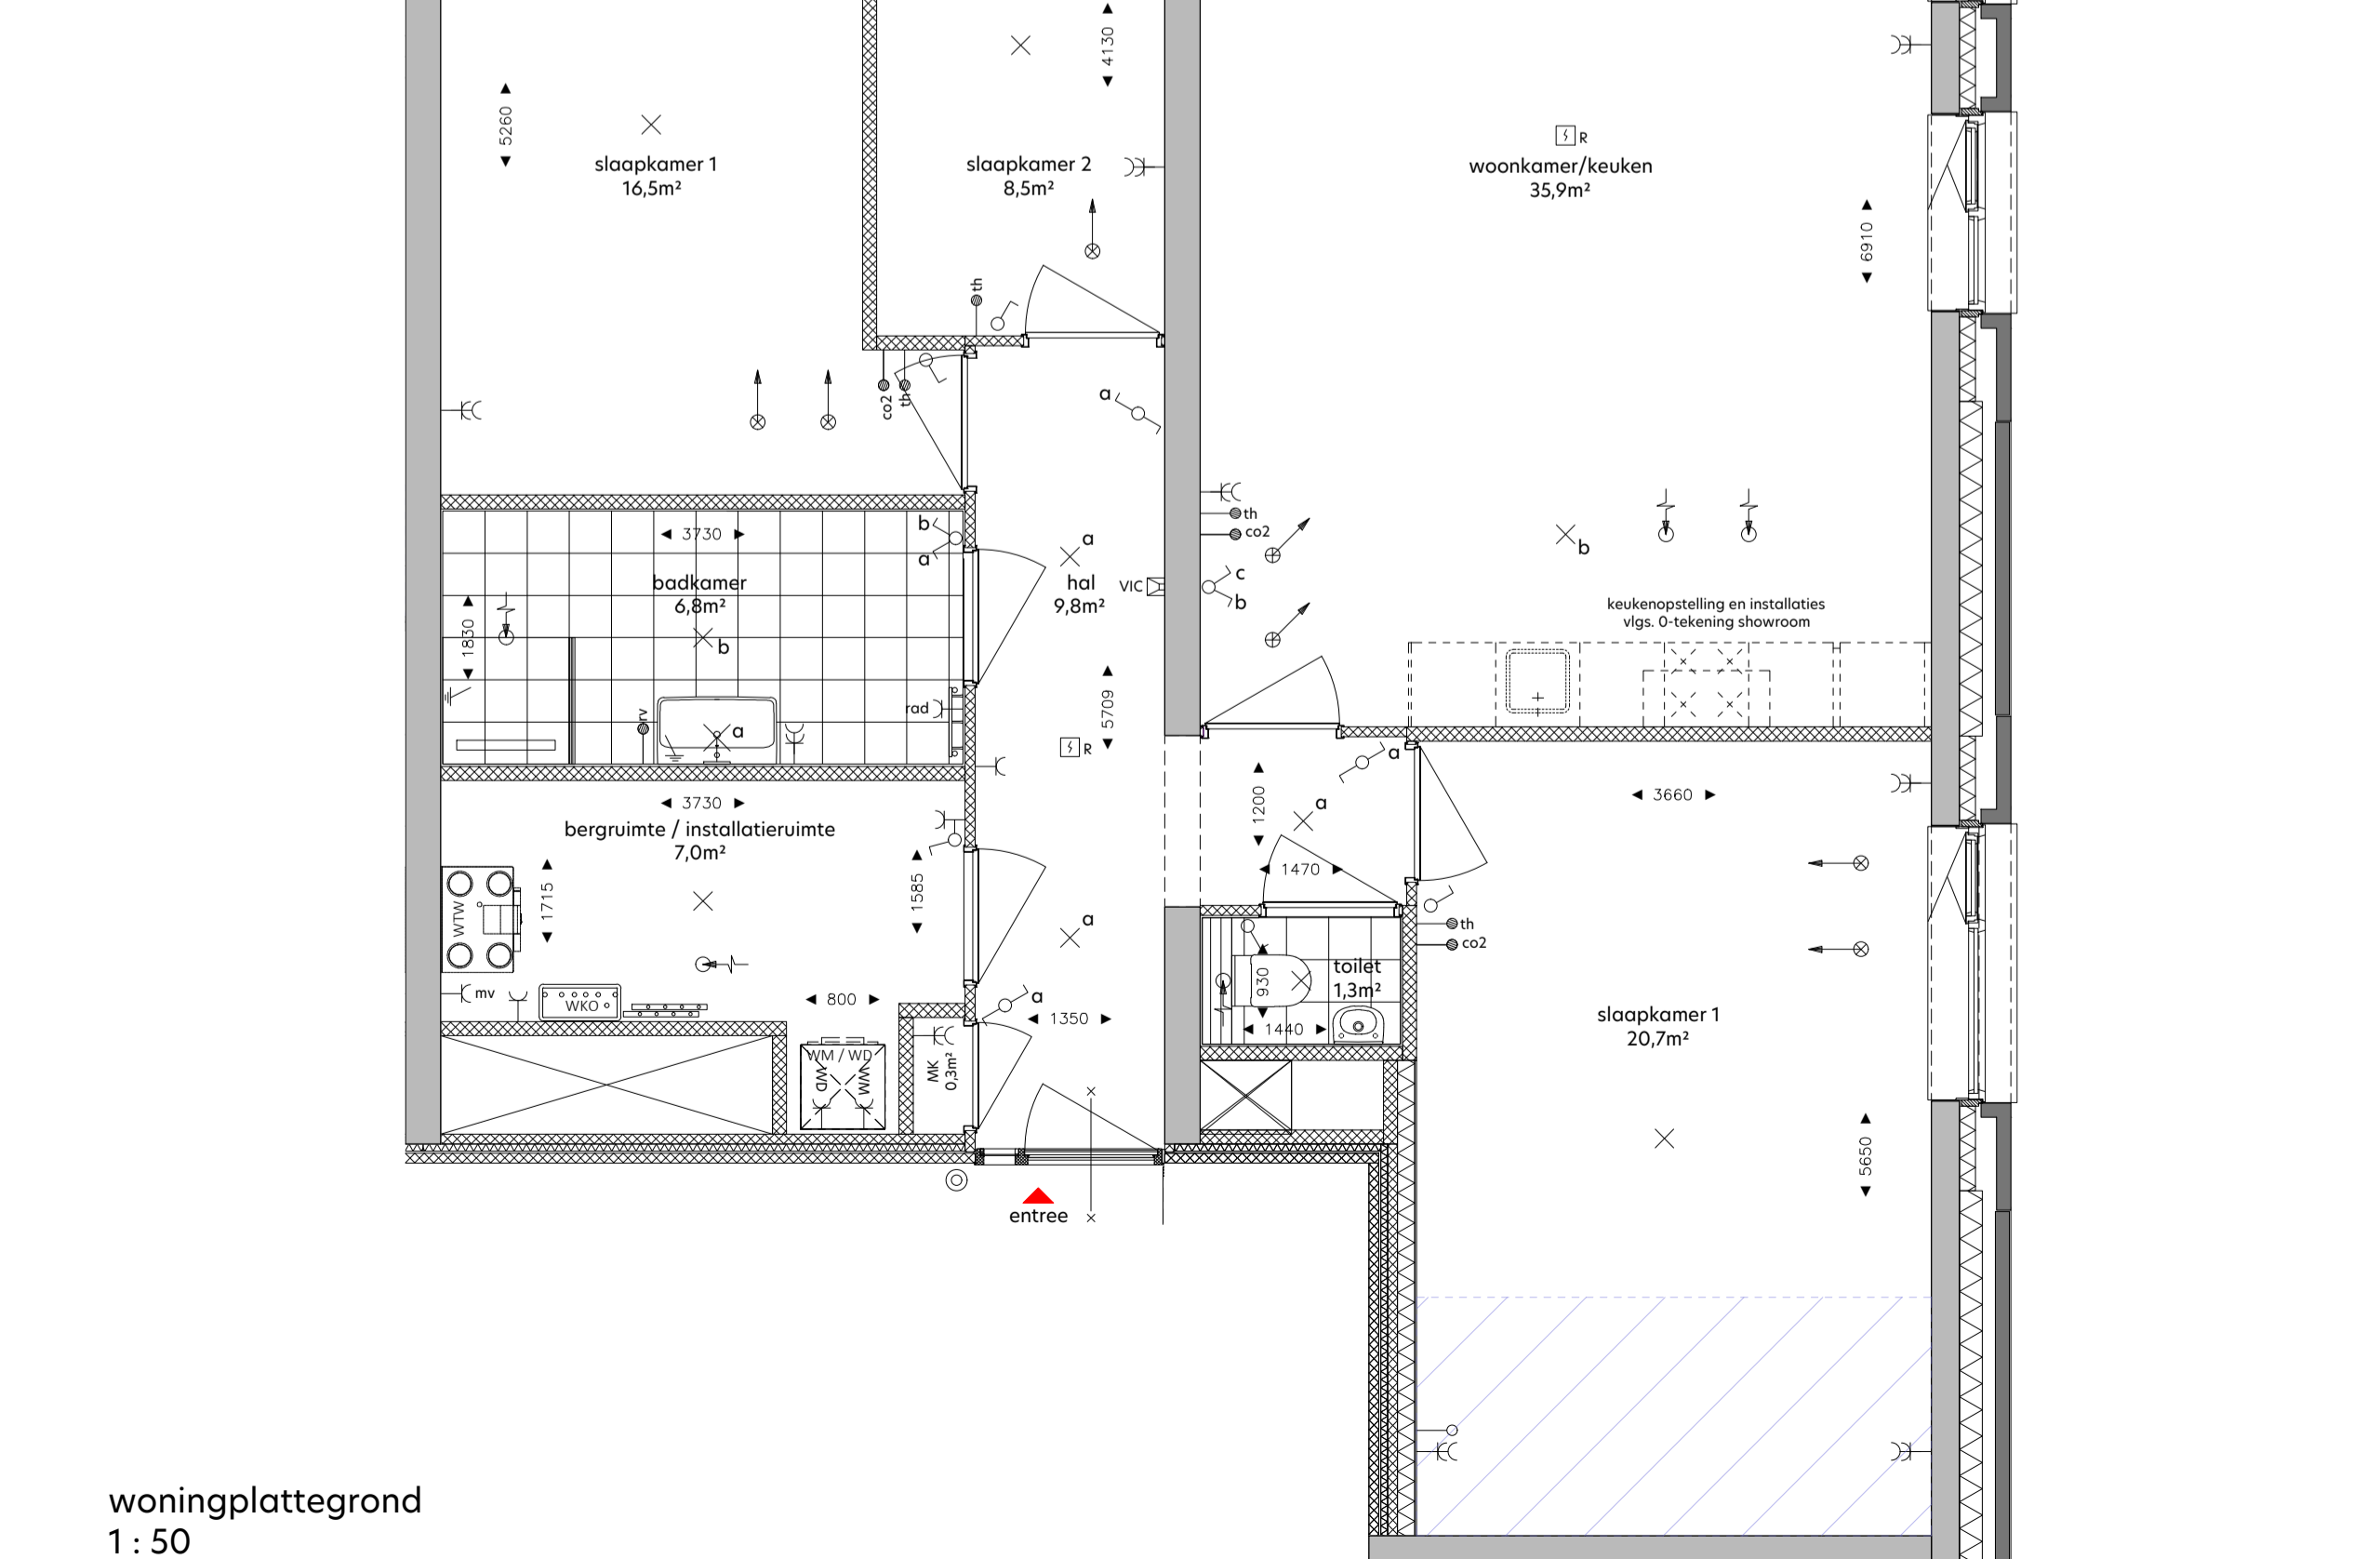 4130
5260
slaapkamer 1
16,5m²
slaapkamer 2
8,5m²
R
woonkamer/keuken
35,9m²
6910
th
co2
th
a
3730
b
a
badkamer
6,8m²
b
1830
rad
rv
a
a
hal
9,8m²
VIC
5709
R
th
co2
c
b
b
keukenopstelling en installaties
vlgs. 0-tekening showroom
3730
bergruimte / installatieruimte
7,0m²
WTW
1715
1585
mv
WKO
800
WM / WD
WD
WM
MK
0,3m²
a
a
1350
a
1200
a
1470
toilet
1,3m²
930
1440
3660
th
co2
slaapkamer 1
20,7m²
5650
entree
woningplattegrond
1 : 50